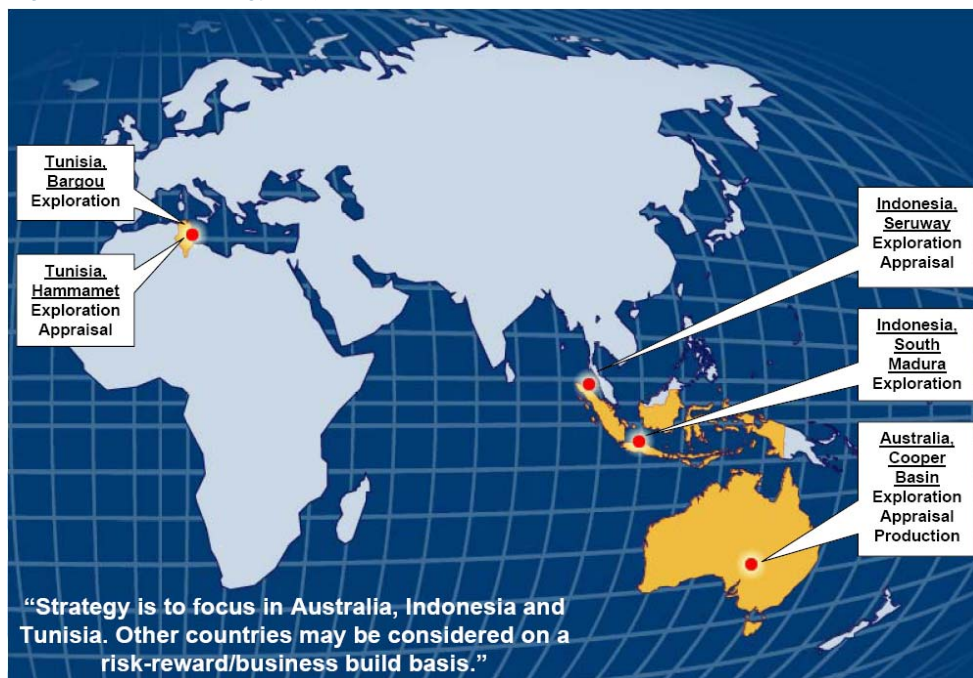 Tunisia,
Bargou
Exploration
Tunisia,
Hammamet
Exploration
Appraisal
Indonesia,
Seruway
Exploration
Appraisal
Indonesia,
South
Madura
Exploration
Australia,
Cooper
Basin
Exploration
Appraisal
Production
“Strategy is to focus in Australia, Indonesia and
Tunisia. Other countries may be considered on a
risk-reward/business build basis.”